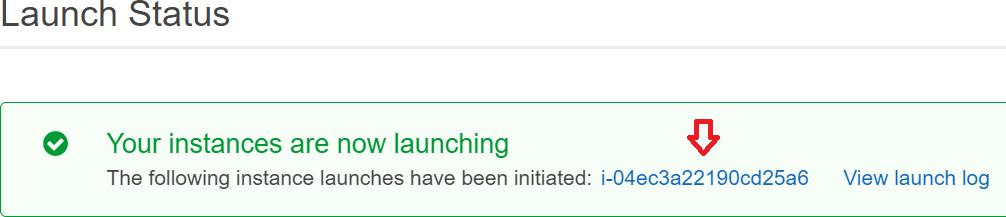 Launch Status
Your instances are now launching
The following instance launches have been initiated: i-04ec3a22190cd25a6 View launch log